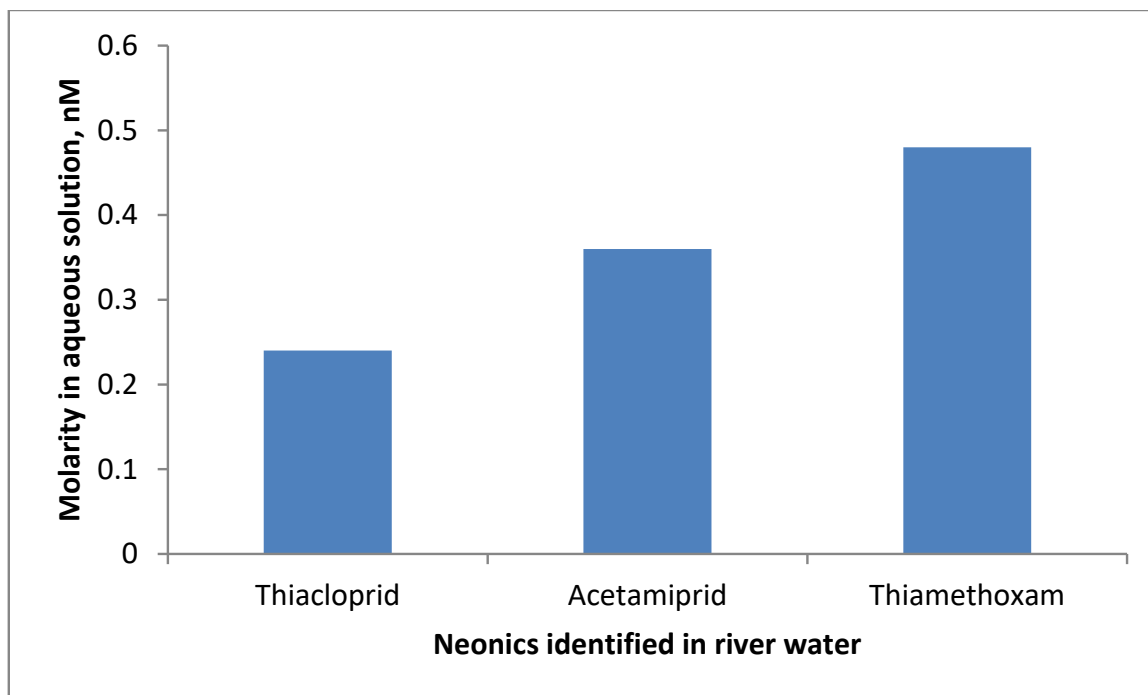 Molarity in aqueous solution, nM
0.6
0.5
0.4
0.3
0.2
0.1
0
Thiacloprid
Acetamiprid
Thiamethoxam
Neonics identified in river water